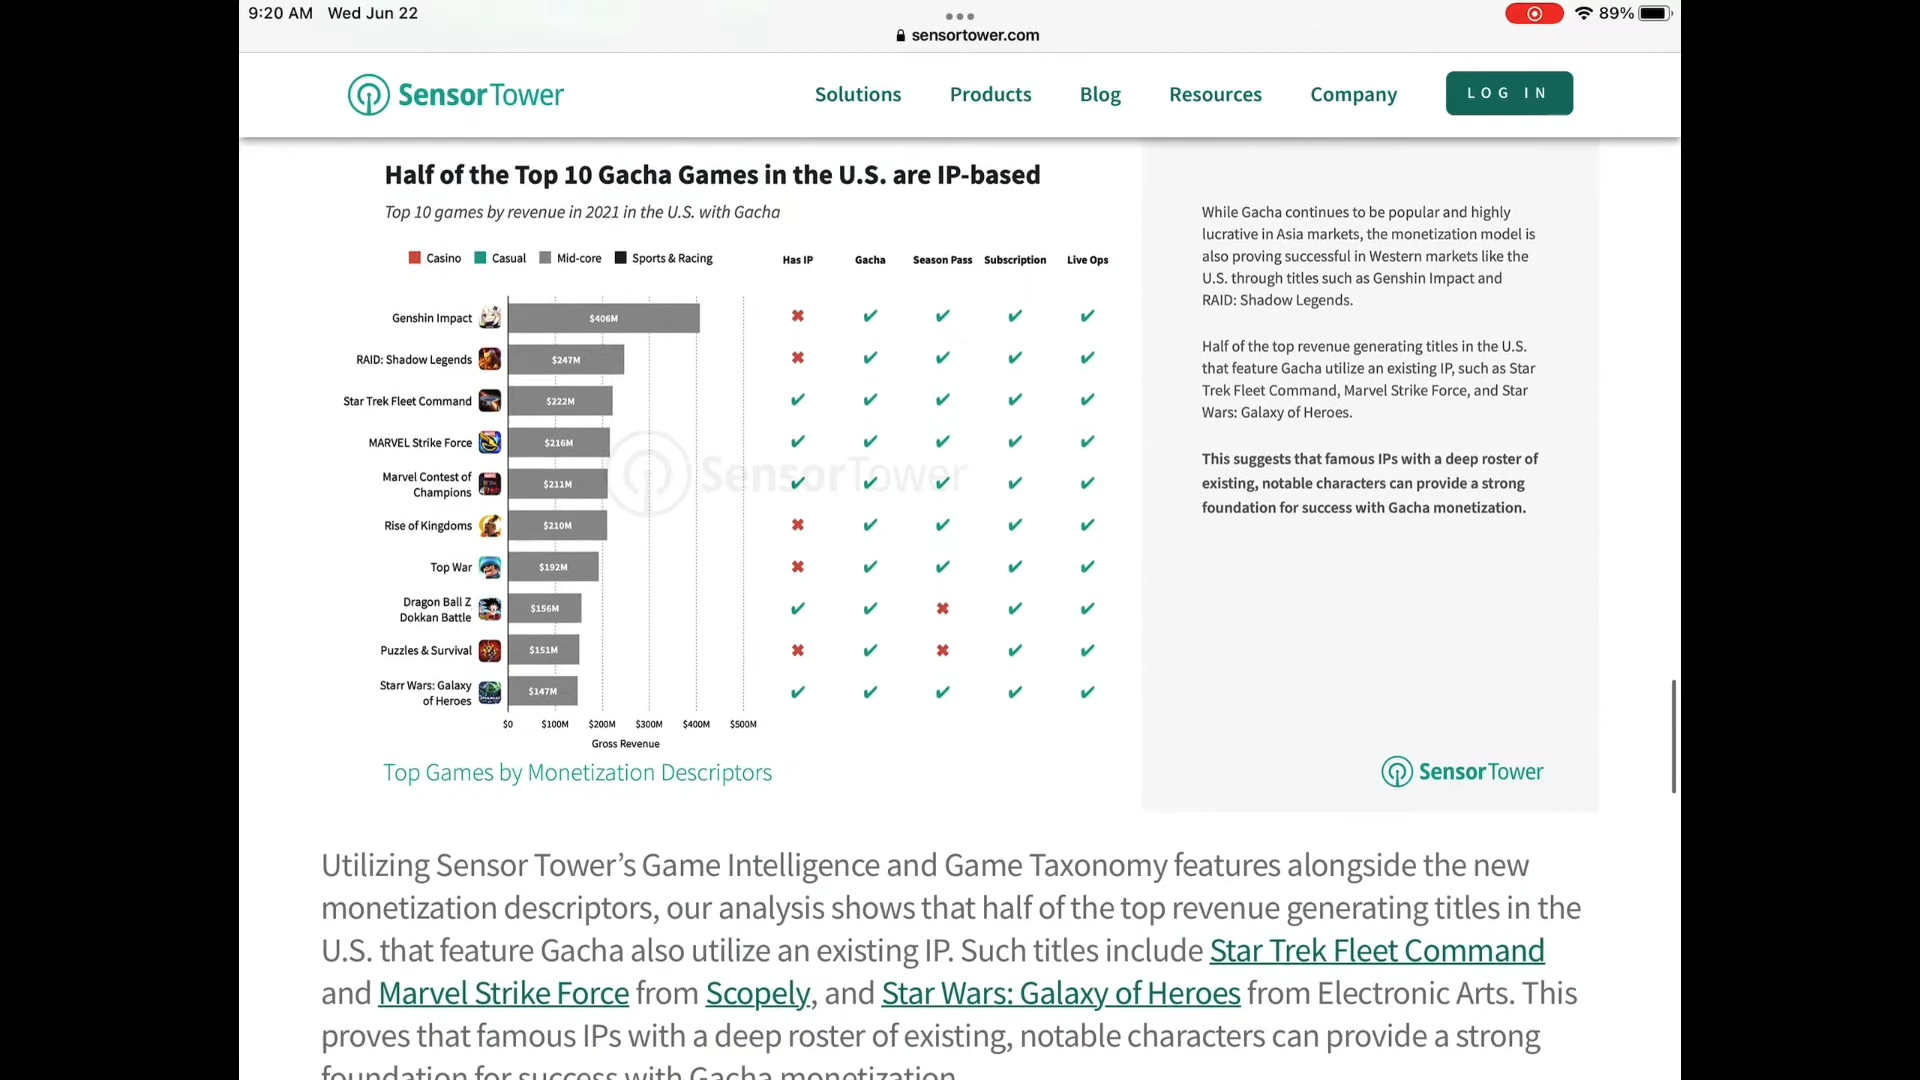 9:20 AM Wed Jun 22
89%
sensortower.com
SensorTower
Solutions Products Blog Resources Company LOG IN
Half of the Top 10 Gacha Games in the U.S. are IP-based
Top 10 games by revenue in 2021 in the U.S. with Gacha
Casino Casual Mid-core Sports & Racing
Has IP Gacha Season Pass Subscription Live Ops
Genshin Impact $406M
RAID: Shadow Legends $247M
Star Trek Fleet Command $222M
MARVEL Strike Force $216M
Marvel Contest of
Champions $211M
Rise of Kingdoms $210M
Top War $192M
Dragon Ball Z
Dokkan Battle $156M
Puzzles & Survival $151M
Starr Wars: Galaxy
of Heroes $147M
$0 $100M $200M $300M $400M $500M
Gross Revenue
SensorTower
Top Games by Monetization Descriptors
While Gacha continues to be popular and highly
lucrative in Asia markets, the monetization model is
also proving successful in Western markets like the
U.S. through titles such as Genshin Impact and
RAID: Shadow Legends.
Half of the top revenue generating titles in the U.S.
that feature Gacha utilize an existing IP, such as Star
Trek Fleet Command, Marvel Strike Force, and Star
Wars: Galaxy of Heroes.
This suggests that famous IPs with a deep roster of
existing, notable characters can provide a strong
foundation for success with Gacha monetization.
SensorTower
Utilizing Sensor Tower’s Game Intelligence and Game Taxonomy features alongside the new
monetization descriptors, our analysis shows that half of the top revenue generating titles in the
U.S. that feature Gacha also utilize an existing IP. Such titles include Star Trek Fleet Command
and Marvel Strike Force from Scopely, and Star Wars: Galaxy of Heroes from Electronic Arts. This
proves that famous IPs with a deep roster of existing, notable characters can provide a strong
foundation for success with Gacha monetization.